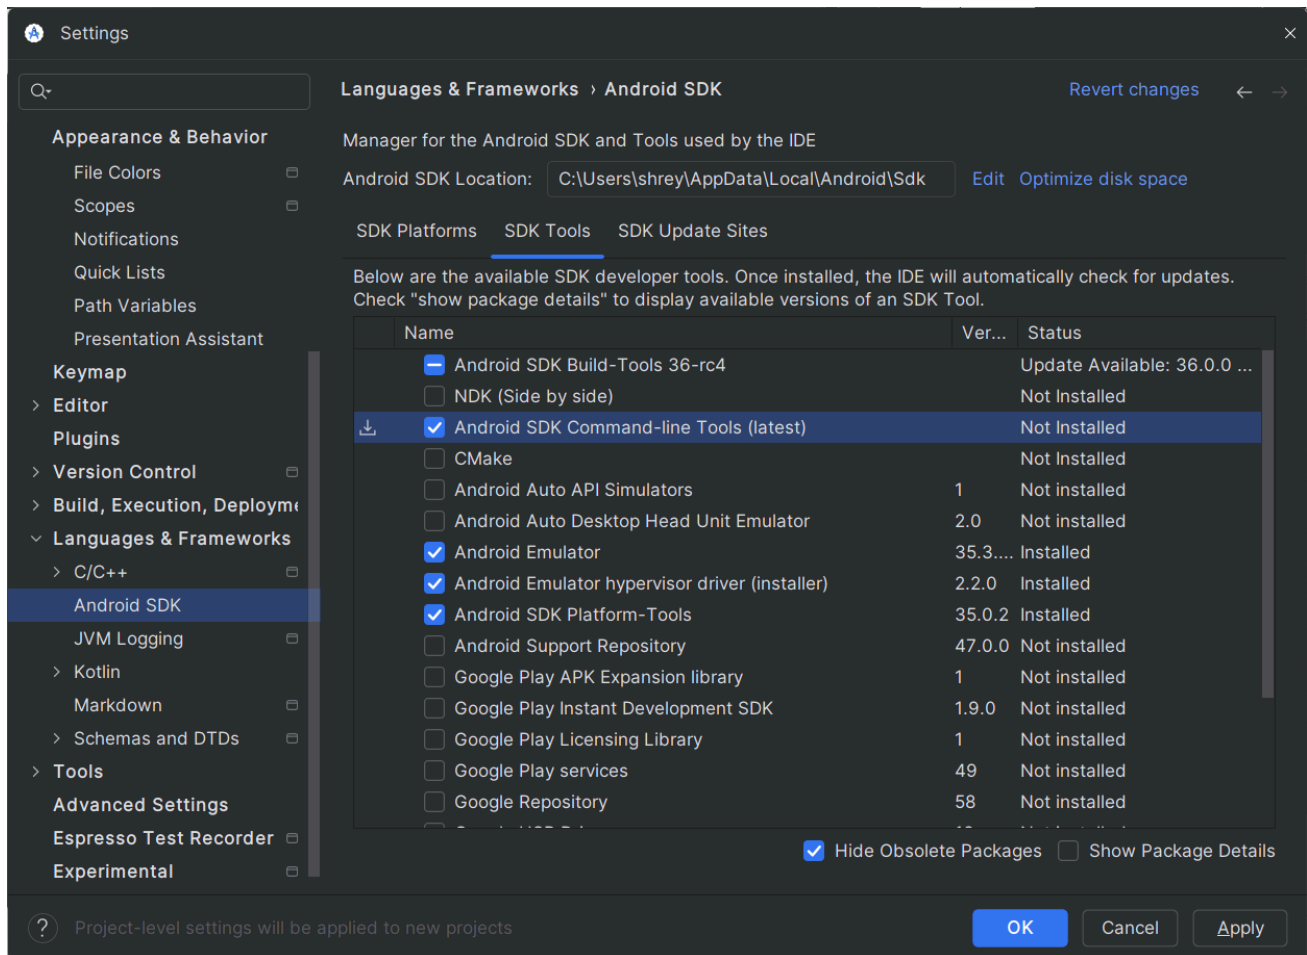 Settings
Languages & Frameworks › Android SDK
Revert changes
Appearance & Behavior
File Colors
Scopes
Notifications
Quick Lists
Path Variables
Presentation Assistant
Keymap
Editor
Plugins
Version Control
Build, Execution, Deployme
Languages & Frameworks
C/C++
Android SDK
JVM Logging
Kotlin
Markdown
Schemas and DTDs
Tools
Advanced Settings
Espresso Test Recorder
Experimental
Manager for the Android SDK and Tools used by the IDE
Android SDK Location: C:\Users\shrey\AppData\Local\Android\Sdk Edit Optimize disk space
SDK Platforms SDK Tools SDK Update Sites
Below are the available SDK developer tools. Once installed, the IDE will automatically check for updates.
Check "show package details" to display available versions of an SDK Tool.
Name Ver... Status
Android SDK Build-Tools 36-rc4 Update Available: 36.0.0 ...
NDK (Side by side) Not Installed
Android SDK Command-line Tools (latest) Not Installed
CMake Not Installed
Android Auto API Simulators 1 Not installed
Android Auto Desktop Head Unit Emulator 2.0 Not installed
Android Emulator 35.3.... Installed
Android Emulator hypervisor driver (installer) 2.2.0 Installed
Android SDK Platform-Tools 35.0.2 Installed
Android Support Repository 47.0.0 Not installed
Google Play APK Expansion library 1 Not installed
Google Play Instant Development SDK 1.9.0 Not installed
Google Play Licensing Library 1 Not installed
Google Play services 49 Not installed
Google Repository 58 Not installed
Hide Obsolete Packages Show Package Details
? Project-level settings will be applied to new projects
OK Cancel Apply